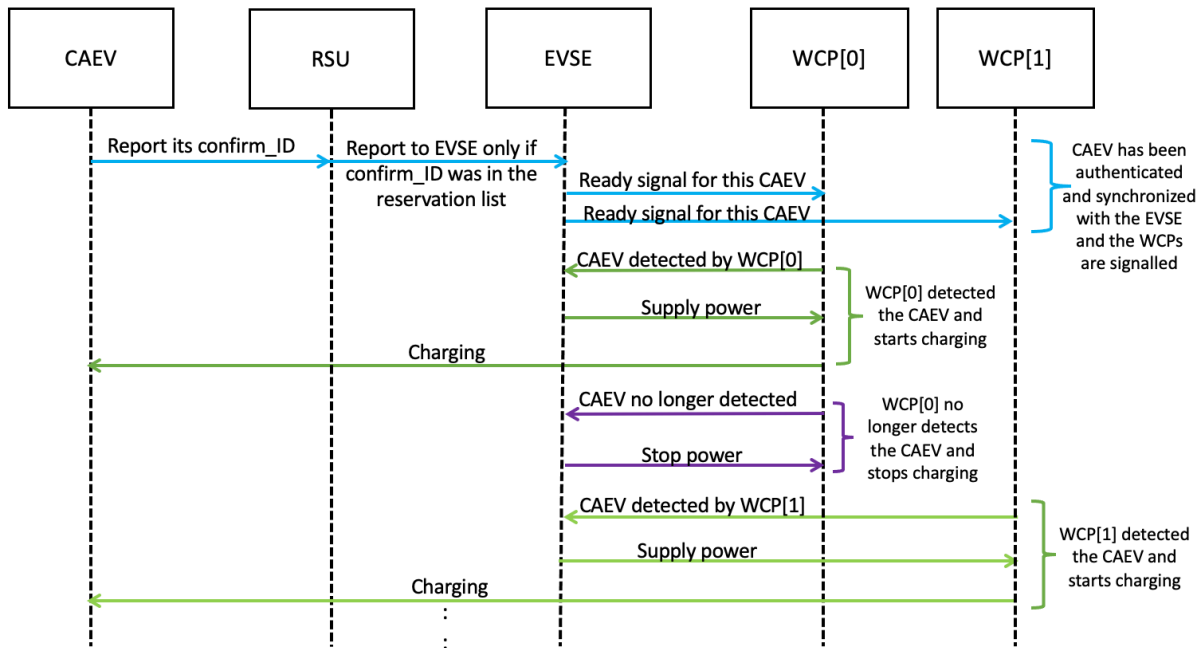 CAEV
RSU
EVSE
WCP[0]
WCP[1]
Report its confirm_ID
Report to EVSE only if
confirm_ID was in the
reservation list
Ready signal for this CAEV
Ready signal for this CAEV
CAEV has been
authenticated
and synchronized
with the EVSE
and the WCPs
are signalled
CAEV detected by WCP[0]
Supply power
Charging
WCP[0] detected
the CAEV and
starts charging
CAEV no longer detected
Stop power
WCP[0] no
longer detects
the CAEV and
stops charging
CAEV detected by WCP[1]
Supply power
Charging
WCP[1] detected
the CAEV and
starts charging